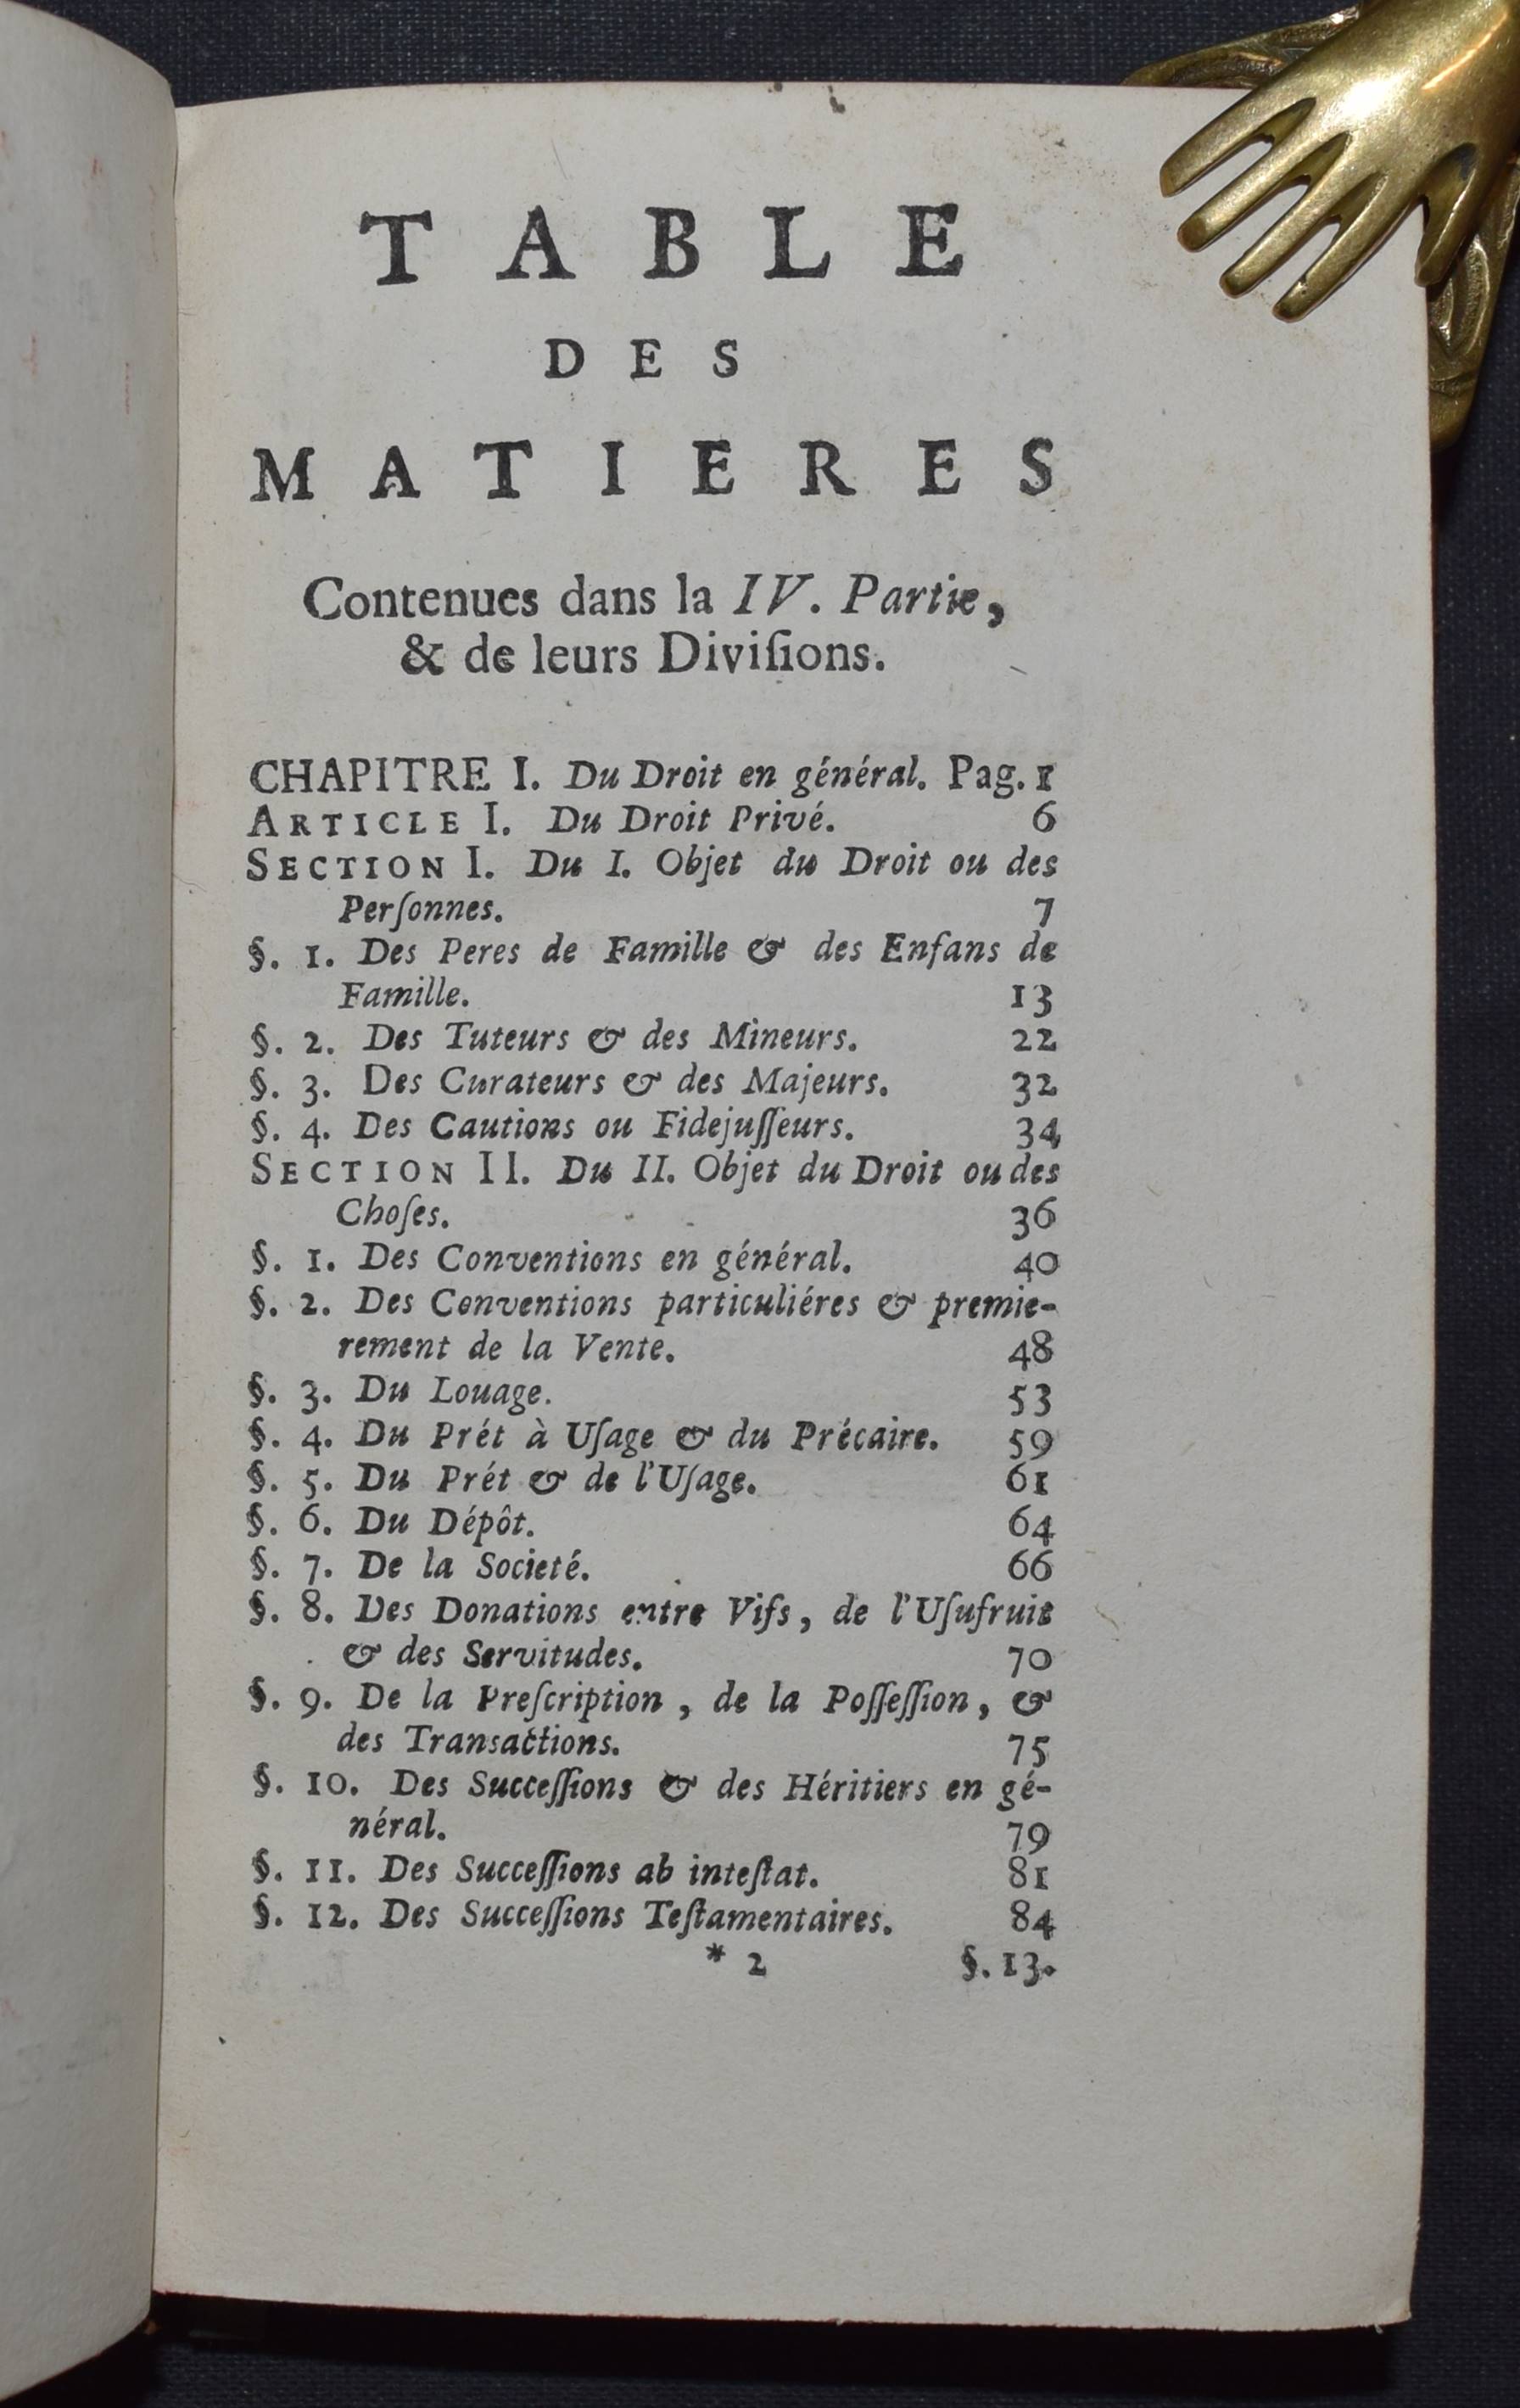 TABLE
DES
MATIERES
Contenues dans la IV. Partie,
& de leurs Diviſions.
CHAPITRE I. Du Droit en général. Pag. 1
ARTICLE I. Du Droit Privé. 6
SECTION I. Du I. Objet du Droit ou des
Perſonnes. 7
§. 1. Des Peres de Famille & des Enfans de
Famille. 13
§. 2. Des Tuteurs & des Mineurs. 22
§. 3. Des Curateurs & des Majeurs. 32
§. 4. Des Cautions ou Fidejuſſeurs. 34
SECTION II. Du II. Objet du Droit ou des
Choſes. 36
§. 1. Des Conventions en général. 40
§. 2. Des Conventions particuliéres & premie-
rement de la Vente. 48
§. 3. Du Louage. 53
§. 4. Du Prét à Uſage & du Précaire. 59
§. 5. Du Prét & de l'Uſage. 61
§. 6. Du Dépôt. 64
§. 7. De la Societé. 66
§. 8. Des Donations entre Vifs, de l'Uſufruit
& des Servitudes. 70
§. 9. De la Preſcription, de la Poſſeſſion, &
des Transactions. 75
§. 10. Des Succeſſions & des Héritiers en gé-
néral. 79
§. 11. Des Succeſſions ab inteſtat. 81
§. 12. Des Succeſſions Teſtamentaires. 84
* 2 §. 13.